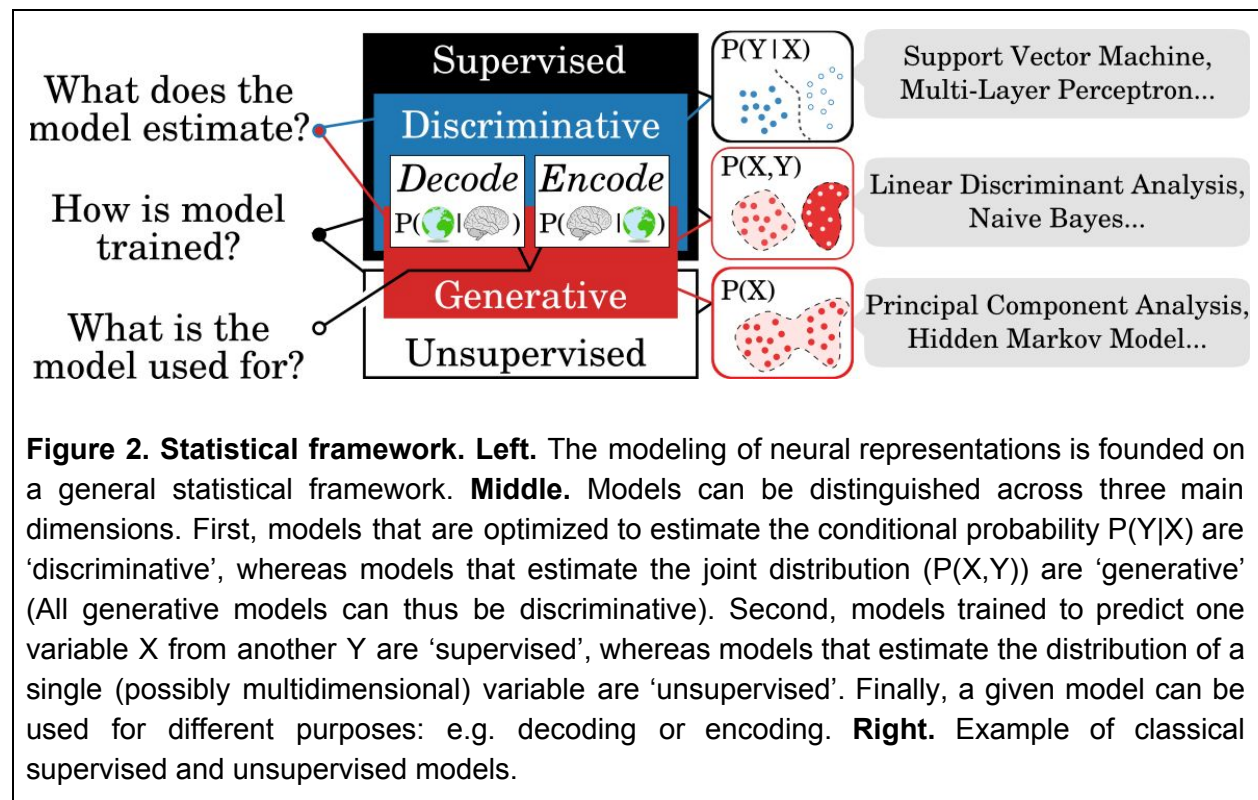 What does the
model estimate?
How is model
trained?
What is the
model used for?
Supervised
Discriminative
Decode
P( | )
Encode
P( | )
Generative
Unsupervised
P(Y|X)
Support Vector Machine,
Multi-Layer Perceptron...
P(X,Y)
Linear Discriminant Analysis,
Naive Bayes...
P(X)
Principal Component Analysis,
Hidden Markov Model...
Figure 2. Statistical framework. Left. The modeling of neural representations is founded on
a general statistical framework. Middle. Models can be distinguished across three main
dimensions. First, models that are optimized to estimate the conditional probability P(Y|X) are
‘discriminative’, whereas models that estimate the joint distribution (P(X,Y)) are ‘generative’
(All generative models can thus be discriminative). Second, models trained to predict one
variable X from another Y are ‘supervised’, whereas models that estimate the distribution of a
single (possibly multidimensional) variable are ‘unsupervised’. Finally, a given model can be
used for different purposes: e.g. decoding or encoding. Right. Example of classical
supervised and unsupervised models.